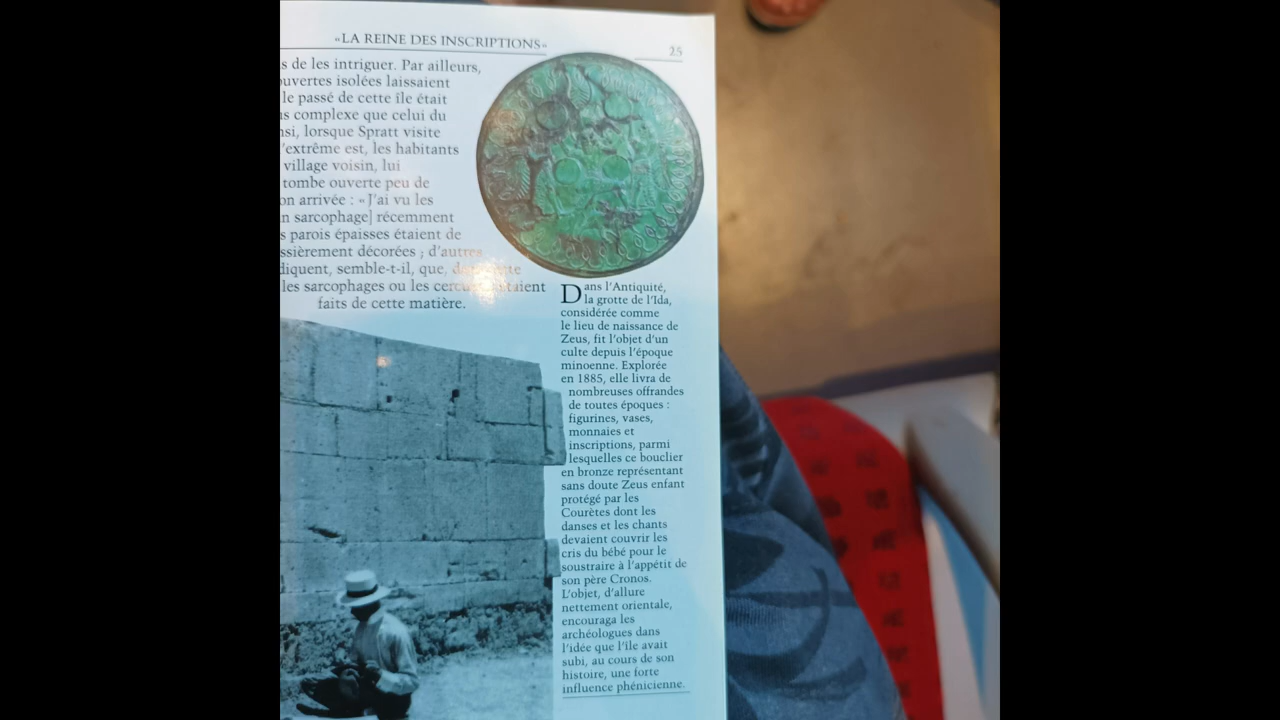 «LA REINE DES INSCRIPTIONS»
25
s de les intriguer. Par ailleurs,
ouvertes isolées laissaient
le passé de cette île était
us complexe que celui du
nsi, lorsque Spratt visite
'extrême est, les habitants
village voisin, lui
tombe ouverte peu de
on arrivée : «J'ai vu les
n sarcophage] récemment
s parois épaisses étaient de
ssièrement décorées ; d'autres
diquent, semble-t-il, que,
les sarcophages ou les
faits de cette matière.
Dans l'Antiquité,
la grotte de l'Ida,
considérée comme
le lieu de naissance de
Zeus, fit l'objet d'un
culte depuis l'époque
minoenne. Explorée
en 1885, elle livra de
nombreuses offrandes
de toutes époques :
figurines, vases,
monnaies et
inscriptions, parmi
lesquelles ce bouclier
en bronze représentant
sans doute Zeus enfant
protégé par les
Courètes dont les
danses et les chants
devaient couvrir les
cris du bébé pour le
soustraire à l'appétit de
son père Cronos.
L'objet, d'allure
nettement orientale,
encouragea les
archéologues dans
l'idée que l'île avait
subi, au cours de son
histoire, une forte
influence phénicienne.